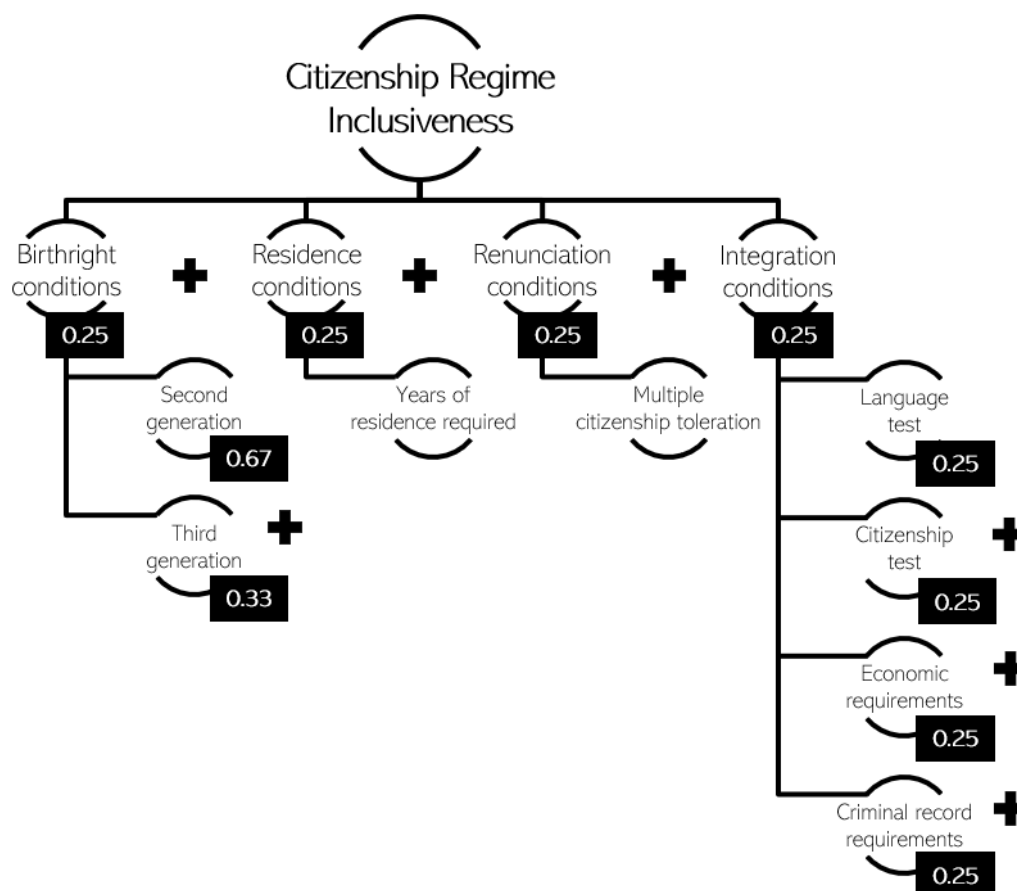 Citizenship Regime
Inclusiveness
Birthright
conditions
0.25
Residence
conditions
0.25
Renunciation
conditions
0.25
Integration
conditions
0.25
Second
generation
0.67
Third
generation
0.33
Years of
residence required
Multiple
citizenship toleration
Language
test
0.25
Citizenship
test
0.25
Economic
requirements
0.25
Criminal record
requirements
0.25